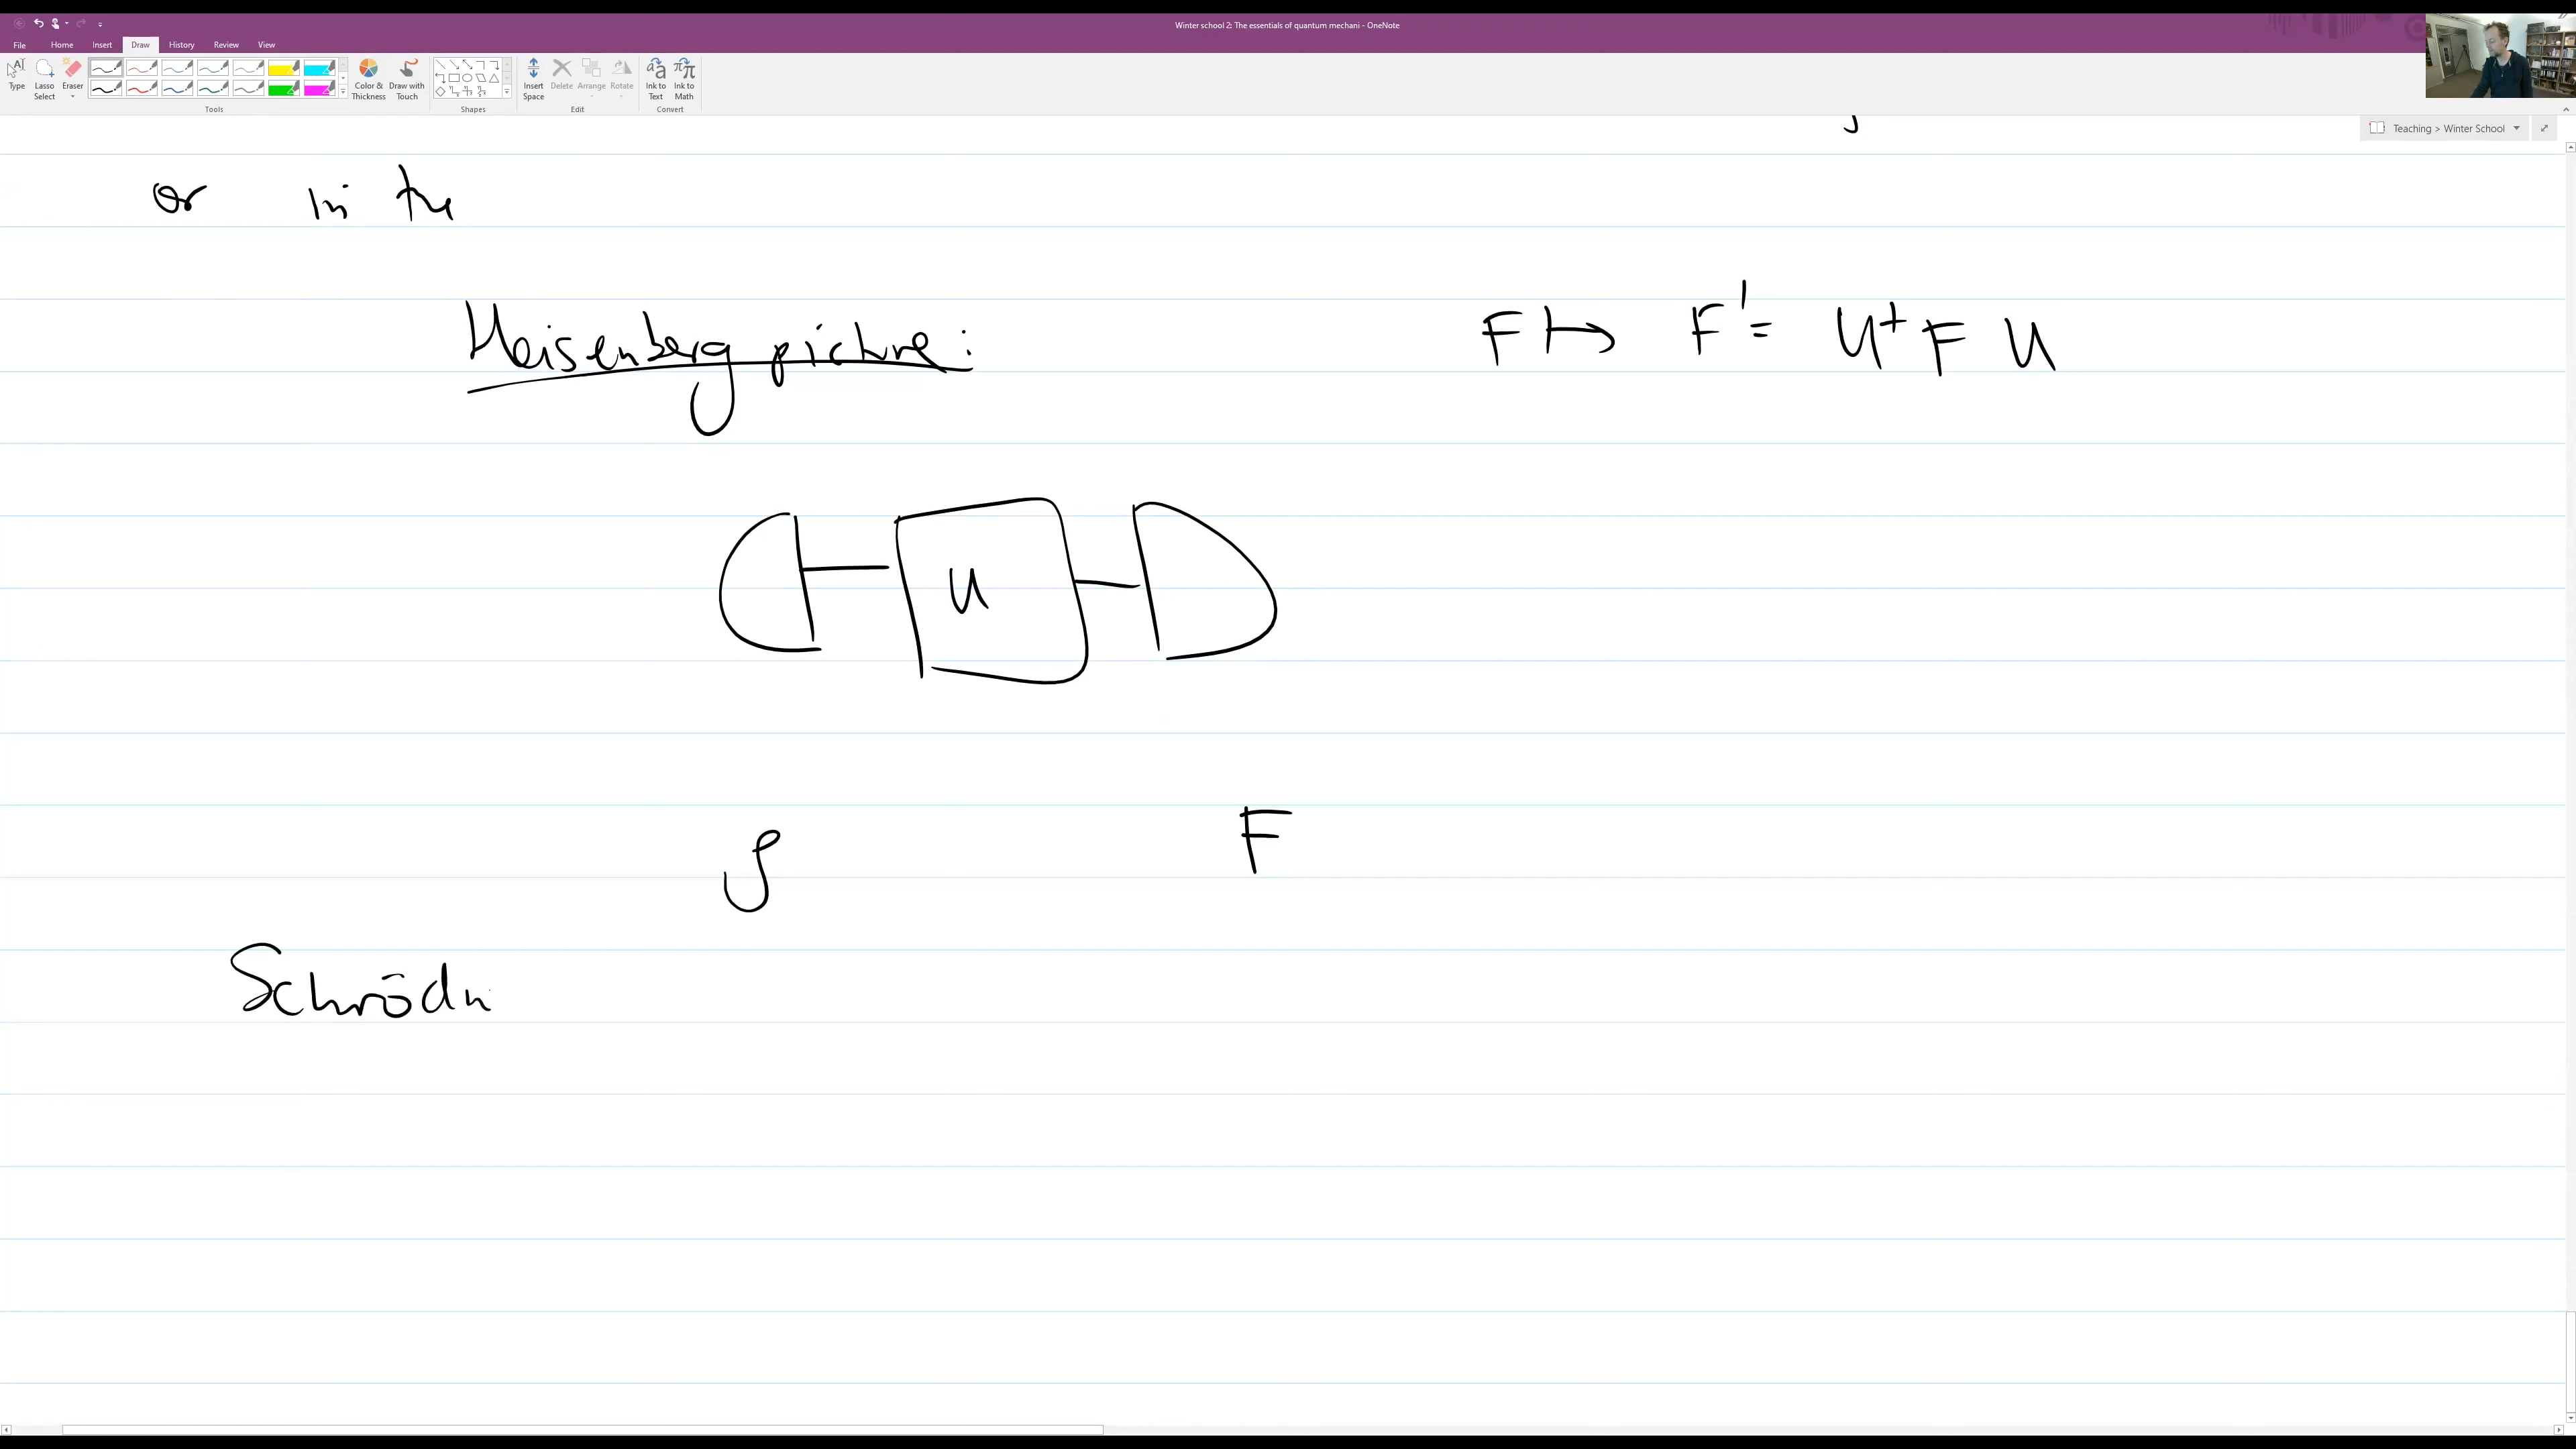 Winter school 2: The essentials of quantum mechani - OneNote
File Home Insert Draw History Review View
Type Lasso Select Eraser Color & Thickness Draw with Touch Insert Space Delete Arrange Rotate Ink to Text Ink to Math
Tools Shapes Edit Convert
Teaching > Winter School
or in the
Heisenberg picture: F ↦ F' = U† F U
U
ρ F
Schrödi